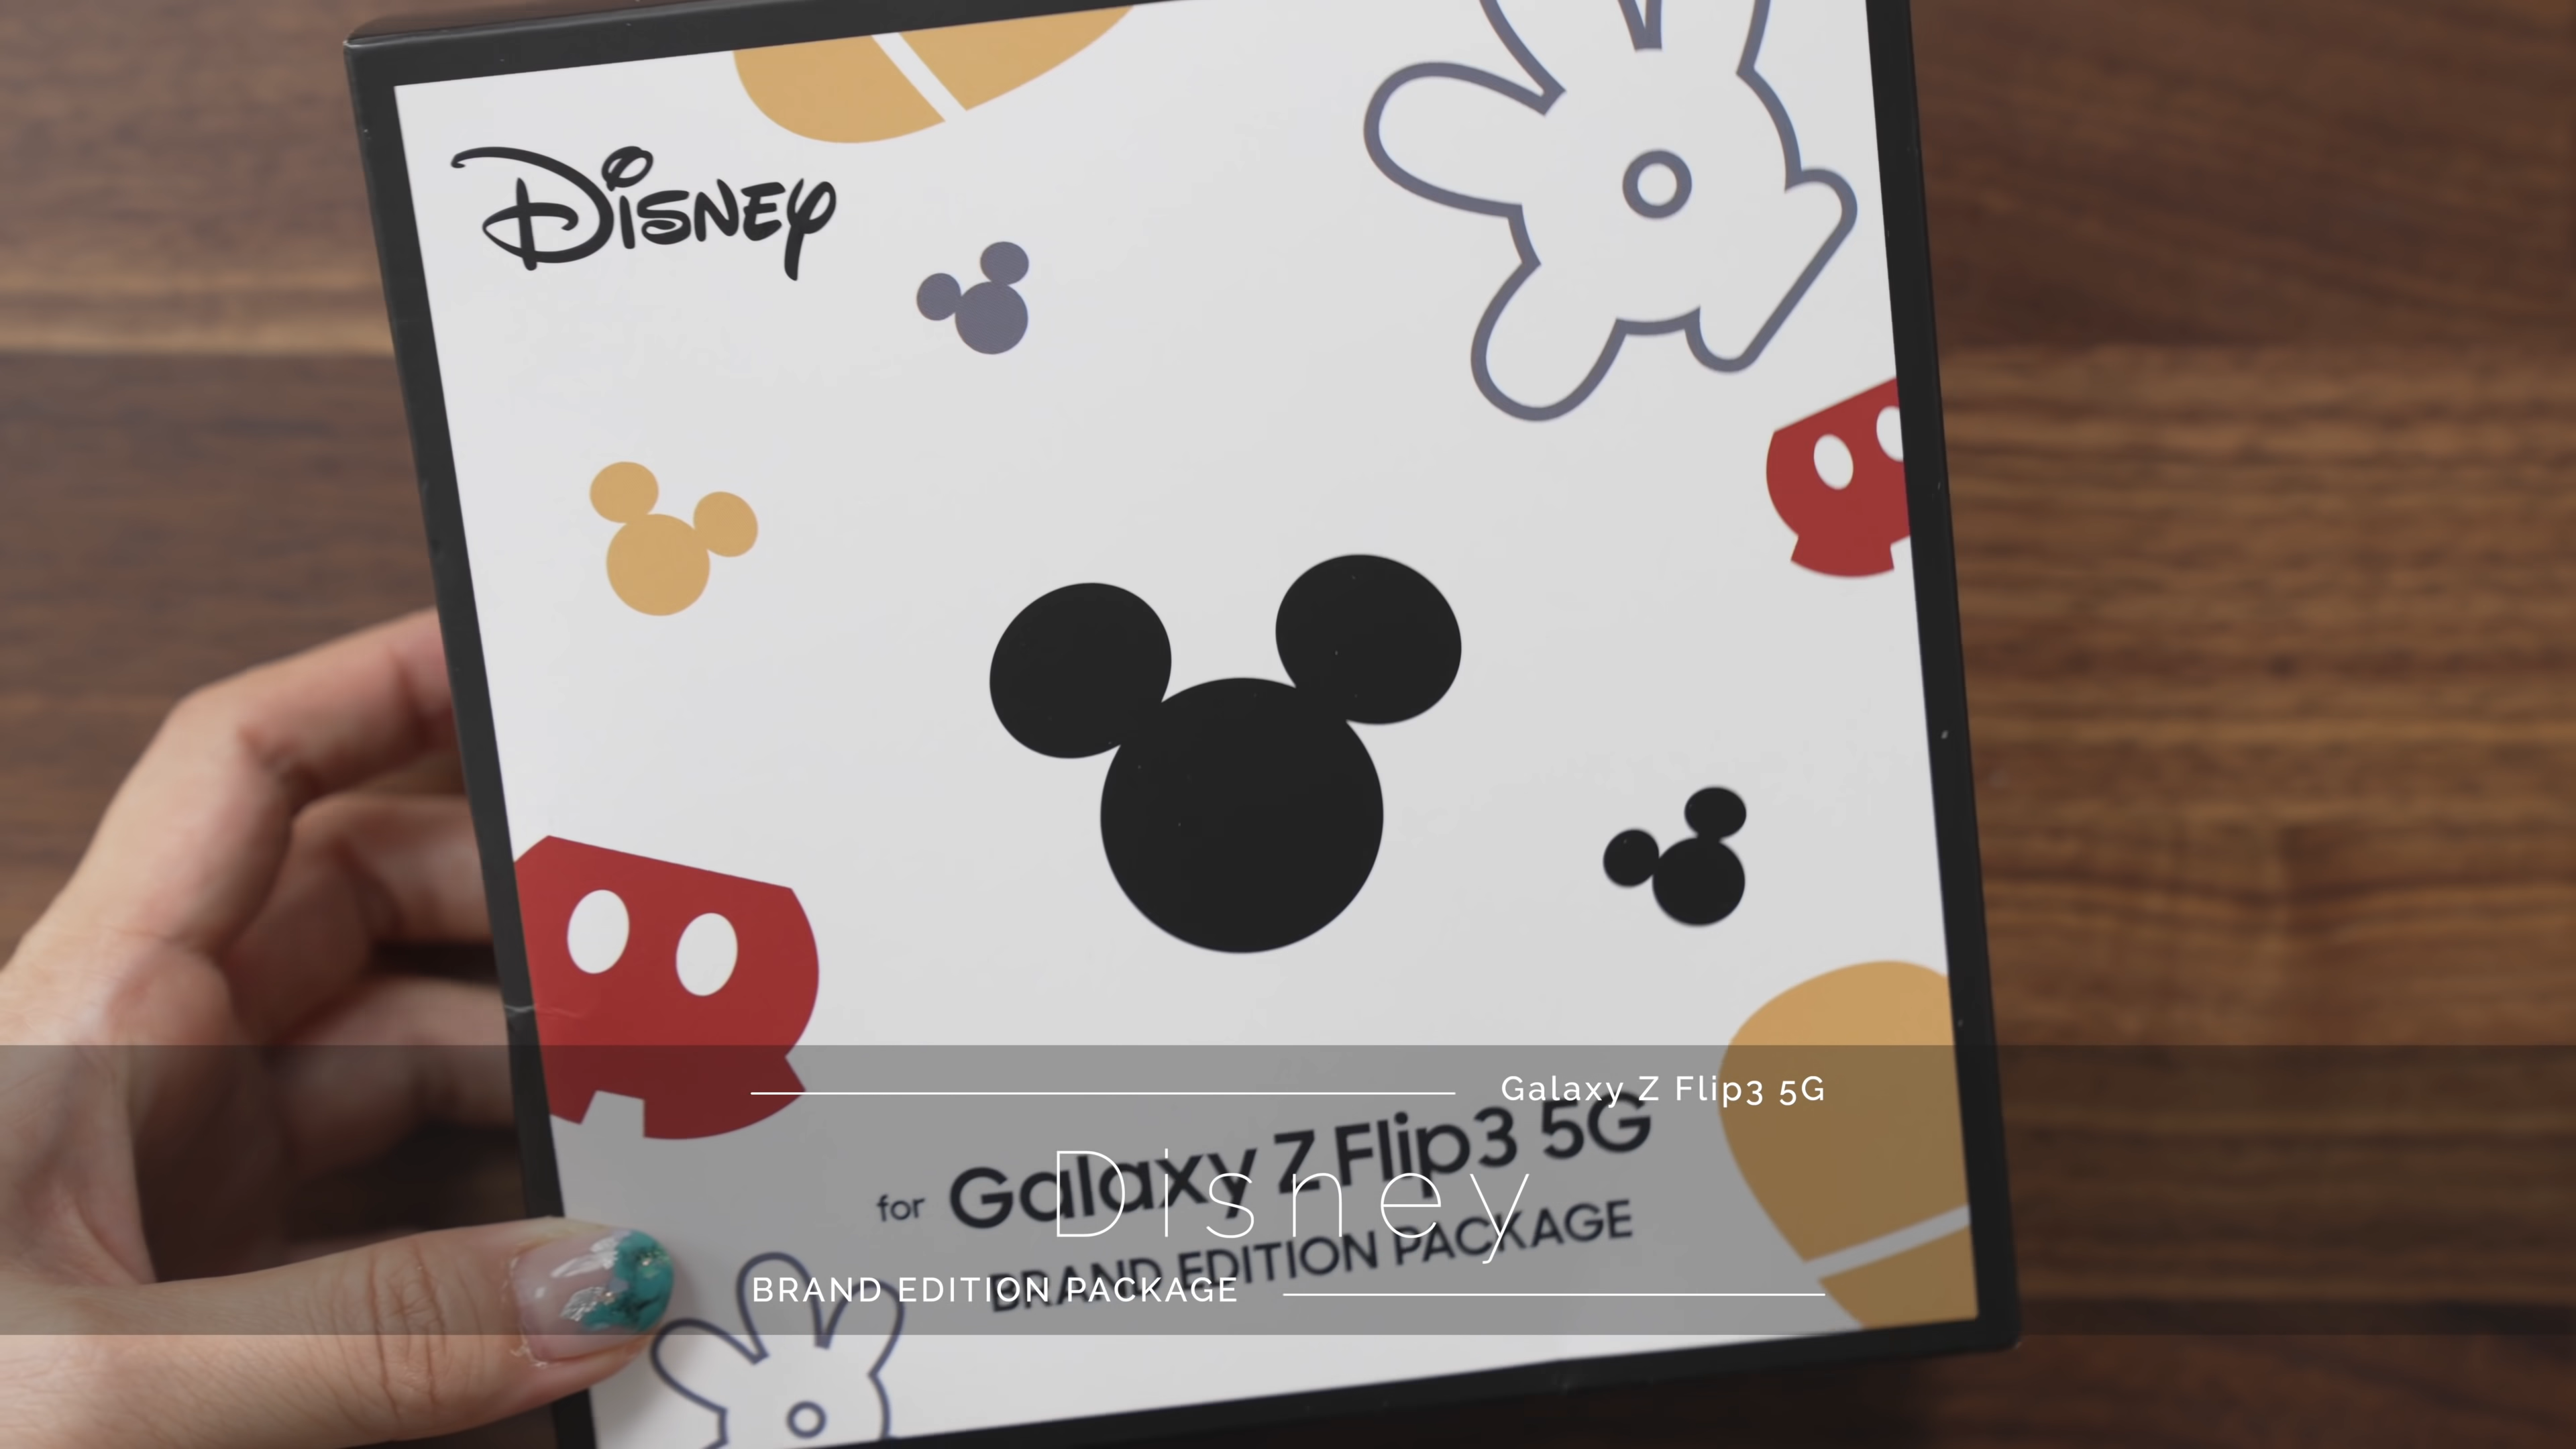 Disney
Galaxy Z Flip3 5G
for Galaxy Z Flip3 5G
Disney
BRAND EDITION PACKAGE
BRAND EDITION PACKAGE